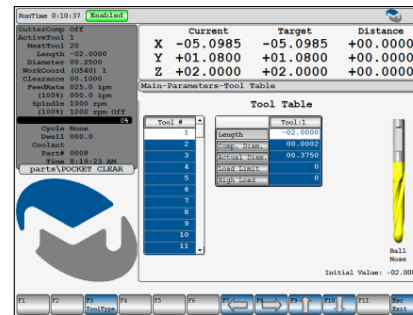 RunTime 0:10:37 Enabled
CutterComp Off
ActiveTool 1
NextTool 20
Length -02.0000
Diameter 00.2500
WorkCoord (G540) I
Clearance 00.1000
FeedRate 025.0 ipm
(100%) 000.0 ipm
Spindle 1000 rpm
(100%) 1000 rpm Off
0%
Cycle None
Dwell 000.0
Coolant
Part# 0008
Time 8:19:23 AM
parts\POCKET CLEAR
Current Target Distance
X -05.0985 -05.0985 +00.0000
Y +01.0800 +01.0800 +00.0000
Z +02.0000 +02.0000 +00.0000
Main-Parameters-Tool Table
Tool Table
Tool #
1
2
3
4
5
6
7
8
9
10
11
Tool:1
Length -02.0000
Comp. Diam. 00.0002
Actual Diam. 00.3750
Load Limit 0
High Load 0
Ball
Nose
Initial Value: -02.00
F1 F2 F3 F4 F5 F6 F7 F8 F9 F10 F11 Esc
ToolType Exit